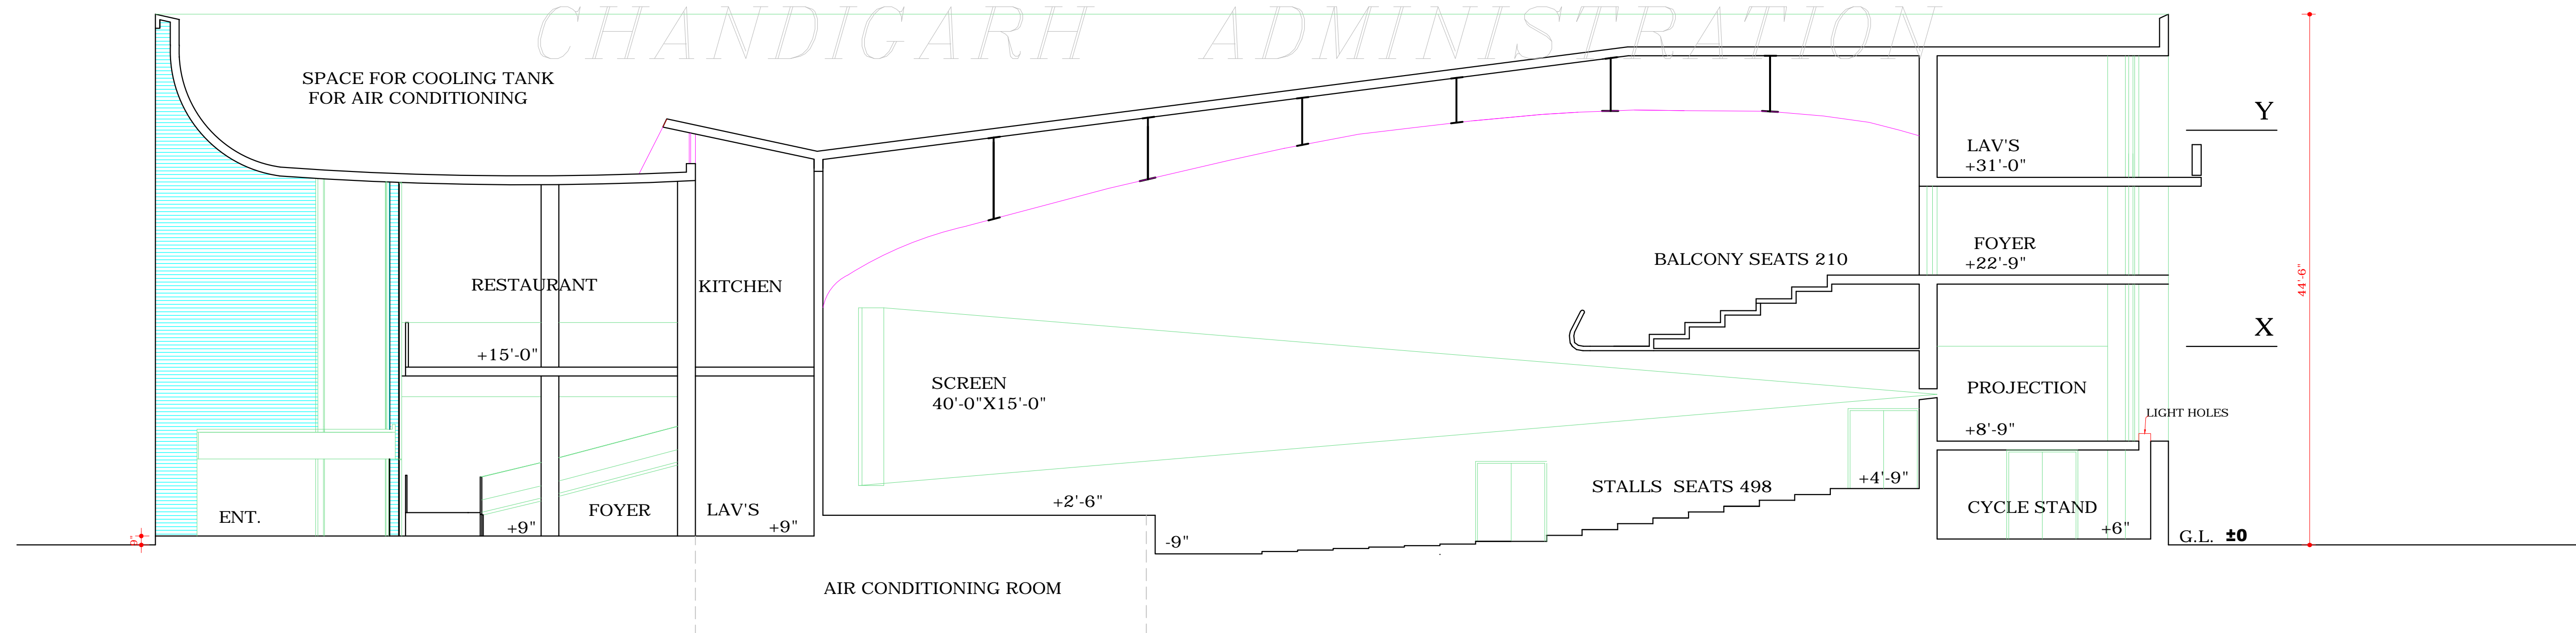 CHANDIGARH ADMINISTRATION
SPACE FOR COOLING TANK
FOR AIR CONDITIONING
Y
LAV'S
+31'-0"
FOYER
+22'-9"
BALCONY SEATS 210
44'-6"
RESTAURANT
KITCHEN
X
+15'-0"
SCREEN
40'-0"X15'-0"
PROJECTION
LIGHT HOLES
+8'-9"
+4'-9"
STALLS SEATS 498
+2'-6"
CYCLE STAND
+6"
ENT.
FOYER
LAV'S
+9"
+9"
-9"
9"
G.L. ±0
AIR CONDITIONING ROOM